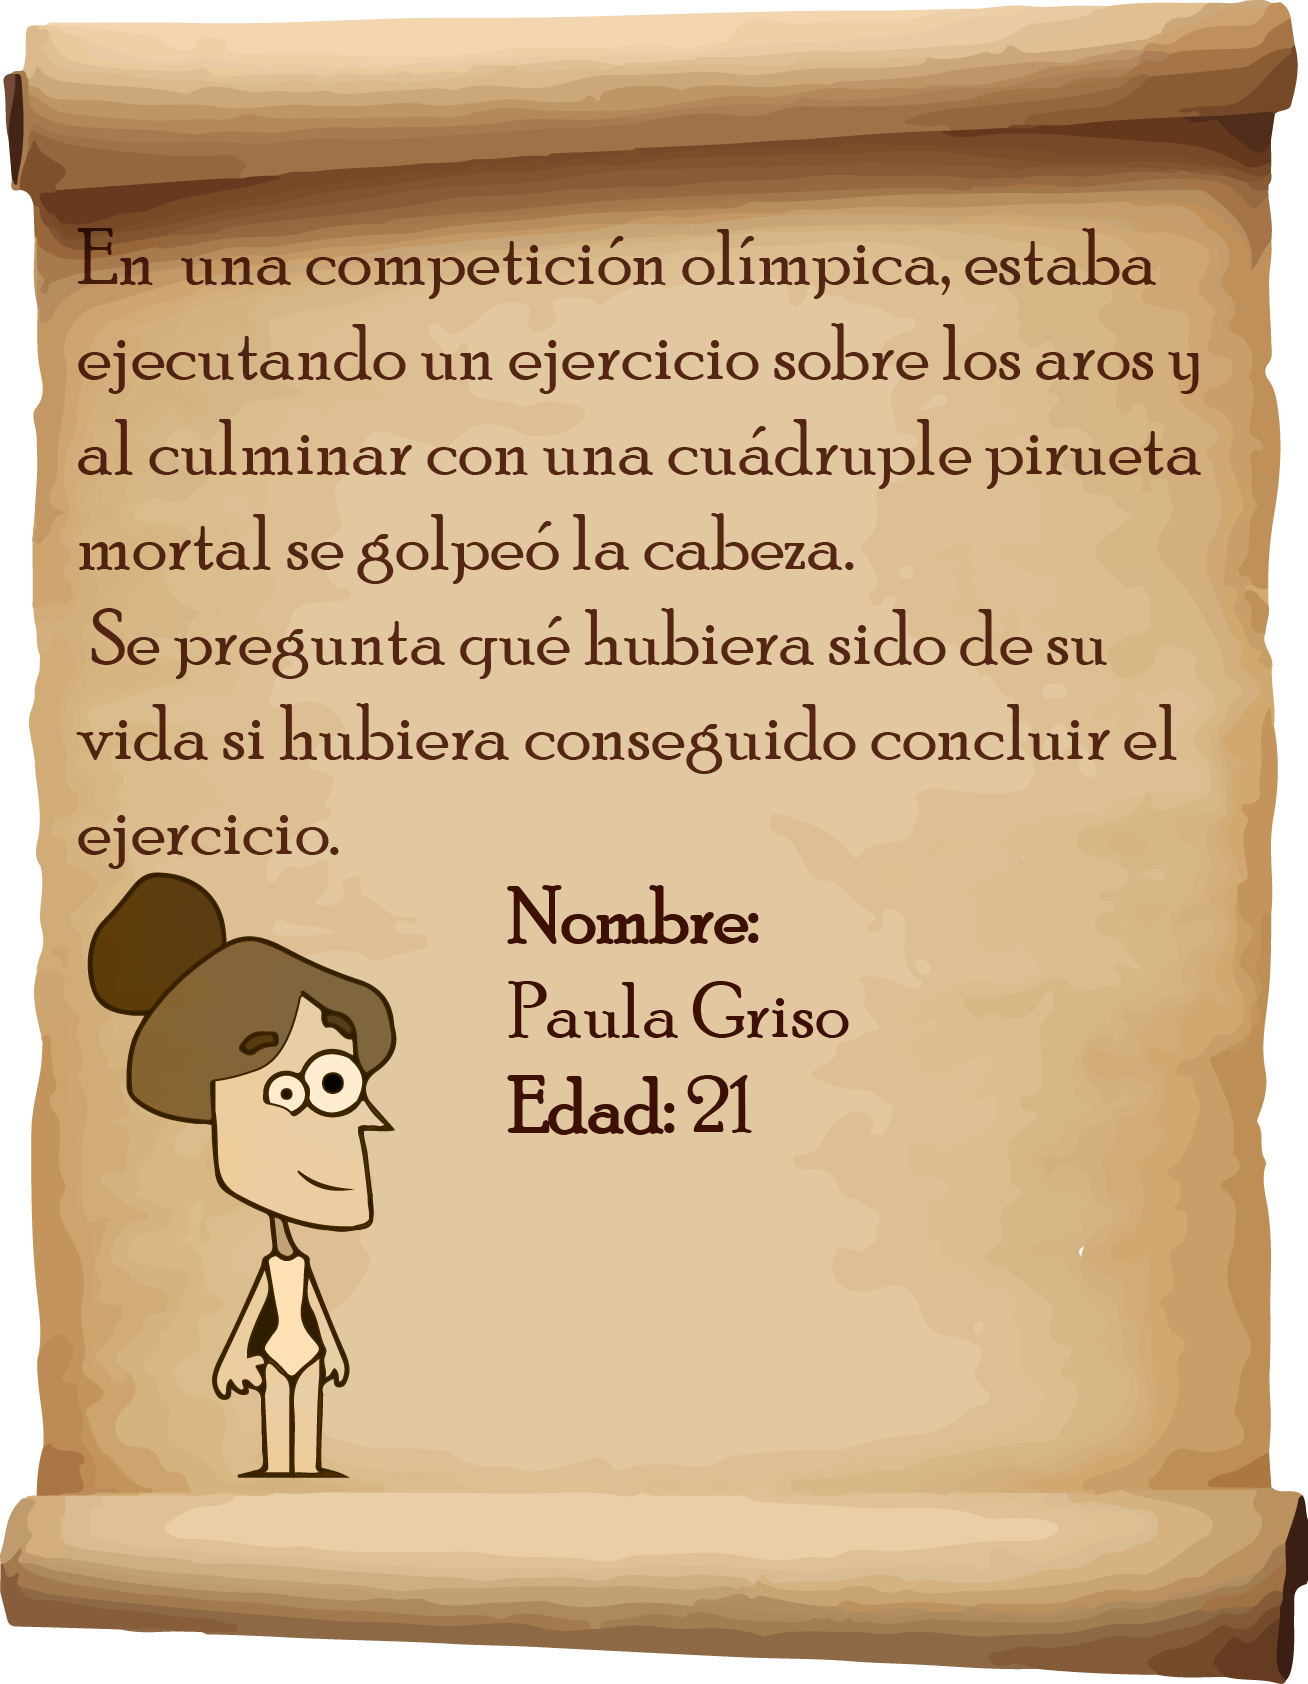 En  una competición olímpica, estaba
ejecutando un ejercicio sobre los aros y
al culminar con una cuádruple pirueta
mortal se golpeó la cabeza.
Se pregunta qué hubiera sido de su
vida si hubiera conseguido concluir el
ejercicio.
Nombre:
Paula Griso
Edad: 21